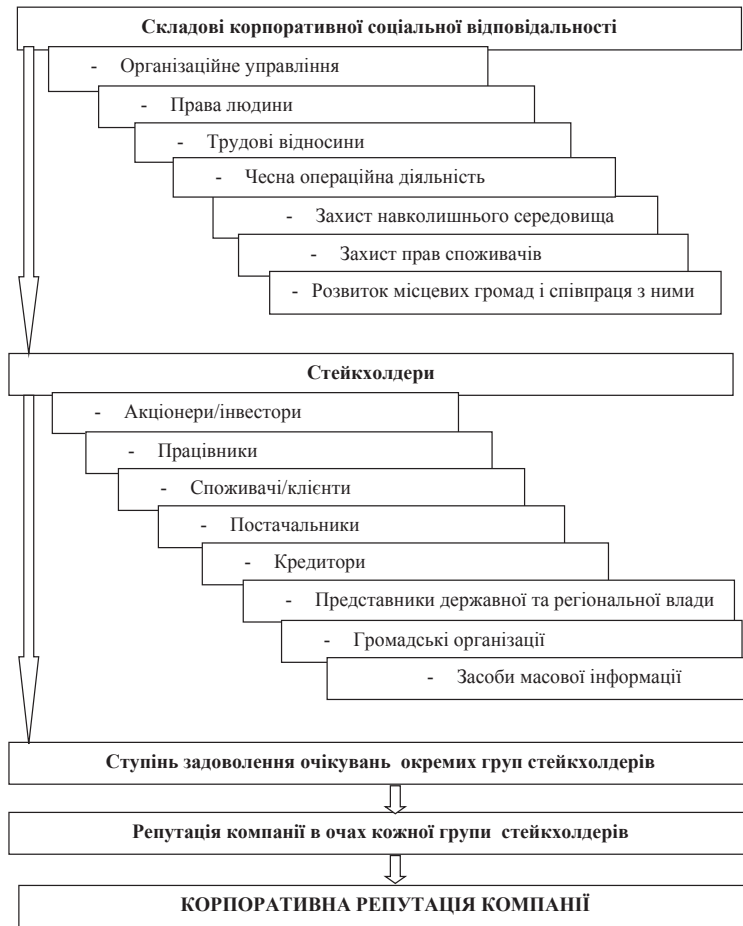 Складові корпоративної соціальної відповідальності
- Організаційне управління
- Права людини
- Трудові відносини
- Чесна операційна діяльність
- Захист навколишнього середовища
- Захист прав споживачів
- Розвиток місцевих громад і співпраця з ними
Стейкхолдери
- Акціонери/інвестори
- Працівники
- Споживачі/клієнти
- Постачальники
- Кредитори
- Представники державної та регіональної влади
- Громадські організації
- Засоби масової інформації
Ступінь задоволення очікувань окремих груп стейкхолдерів
Репутація компанії в очах кожної групи стейкхолдерів
КОРПОРАТИВНА РЕПУТАЦІЯ КОМПАНІЇ